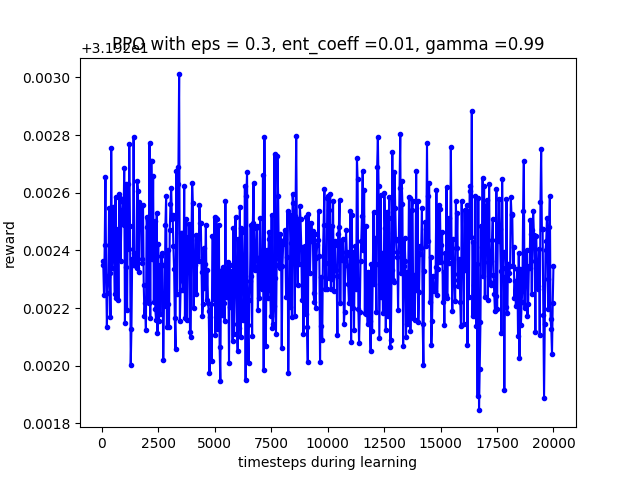 PPO with eps = 0.3, ent_coeff =0.01, gamma =0.99
0.0030
0.0028
0.0026
0.0024
0.0022
0.0020
0.0018
reward
0 2500 5000 7500 10000 12500 15000 17500 20000
timesteps during learning